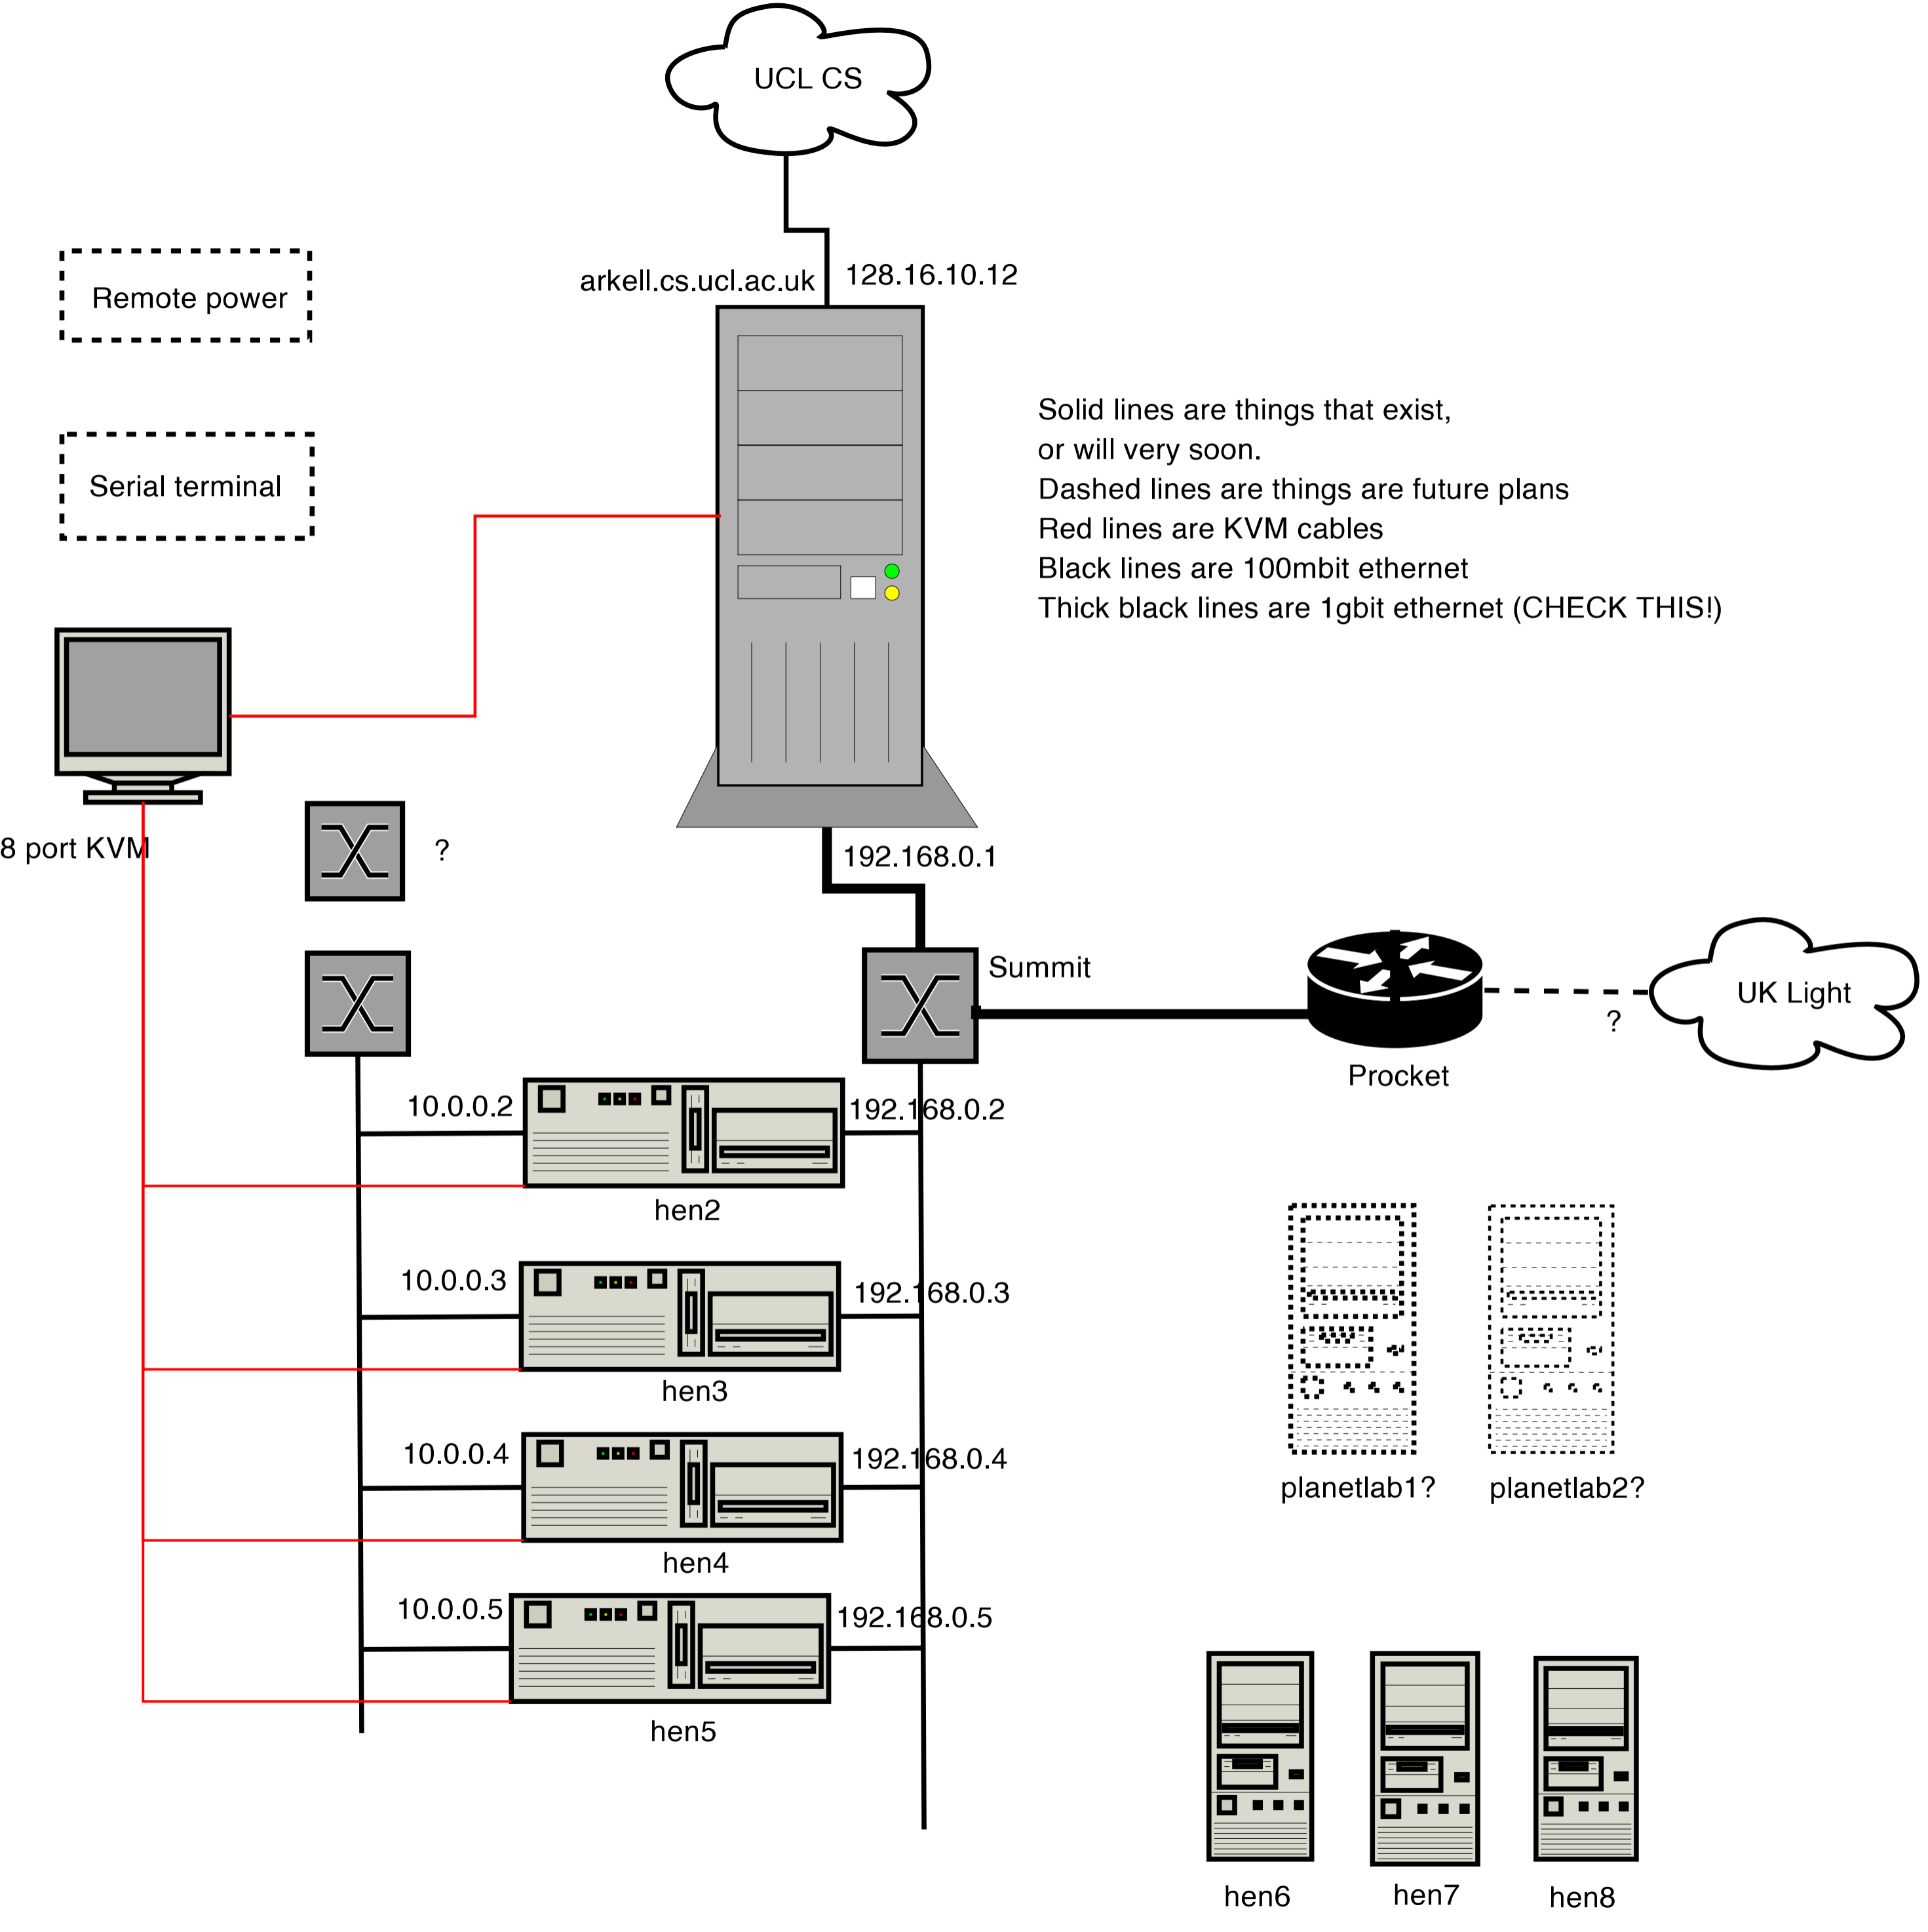 UCL CS
arkell.cs.ucl.ac.uk
128.16.10.12
Remote power
Serial terminal
Solid lines are things that exist,
or will very soon.
Dashed lines are things are future plans
Red lines are KVM cables
Black lines are 100mbit ethernet
Thick black lines are 1gbit ethernet (CHECK THIS!)
8 port KVM
?
192.168.0.1
Summit
Procket
?
UK Light
10.0.0.2
192.168.0.2
hen2
10.0.0.3
192.168.0.3
hen3
10.0.0.4
192.168.0.4
hen4
10.0.0.5
192.168.0.5
hen5
planetlab1?
planetlab2?
hen6
hen7
hen8